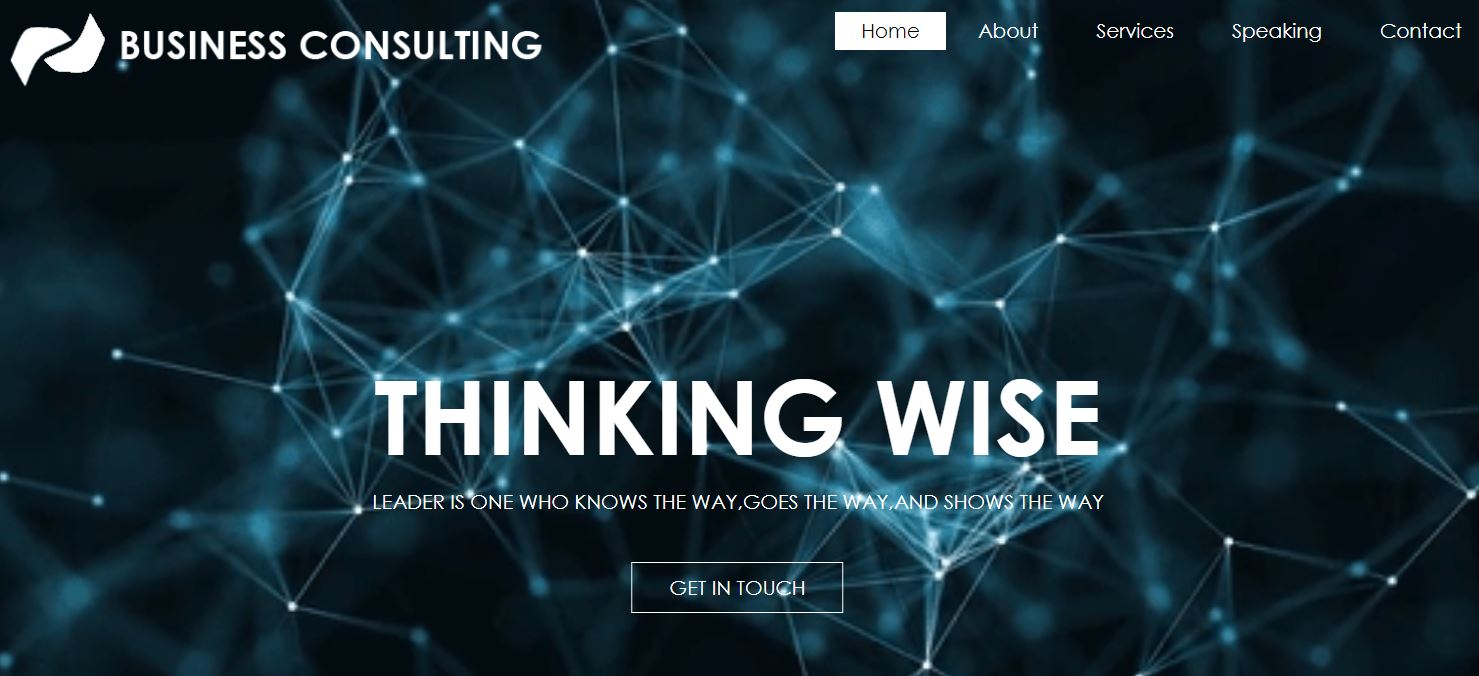 BUSINESS CONSULTING
Home About Services Speaking Contact
THINKING WISE
LEADER IS ONE WHO KNOWS THE WAY,GOES THE WAY,AND SHOWS THE WAY
GET IN TOUCH